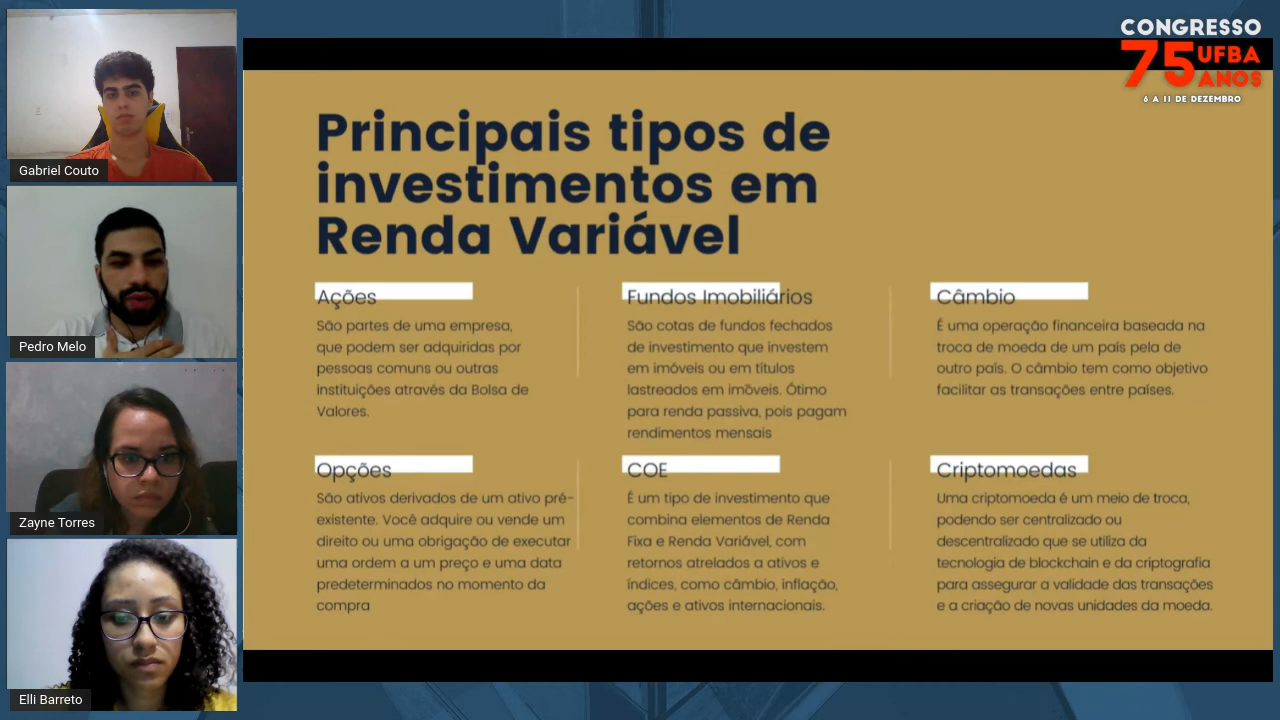 CONGRESSO
75 UFBA
ANOS
6 A 11 DE DEZEMBRO
Gabriel Couto
Pedro Melo
Zayne Torres
Elli Barreto
Principais tipos de
investimentos em
Renda Variável
Ações
São partes de uma empresa,
que podem ser adquiridas por
pessoas comuns ou outras
instituições através da Bolsa de
Valores.
Fundos Imobiliários
São cotas de fundos fechados
de investimento que investem
em imóveis ou em títulos
lastreados em imõveis. Ótimo
para renda passiva, pois pagam
rendimentos mensais
Câmbio
É uma operação financeira baseada na
troca de moeda de um país pela de
outro país. O câmbio tem como objetivo
facilitar as transações entre países.
Opções
São ativos derivados de um ativo pré-
existente. Você adquire ou vende um
direito ou uma obrigação de executar
uma ordem a um preço e uma data
predeterminados no momento da
compra
COE
É um tipo de investimento que
combina elementos de Renda
Fixa e Renda Variável, com
retornos atrelados a ativos e
índices, como câmbio, inflação,
ações e ativos internacionais.
Criptomoedas
Uma criptomoeda é um meio de troca,
podendo ser centralizado ou
descentralizado que se utiliza da
tecnologia de blockchain e da criptografia
para assegurar a validade das transações
e a criação de novas unidades da moeda.